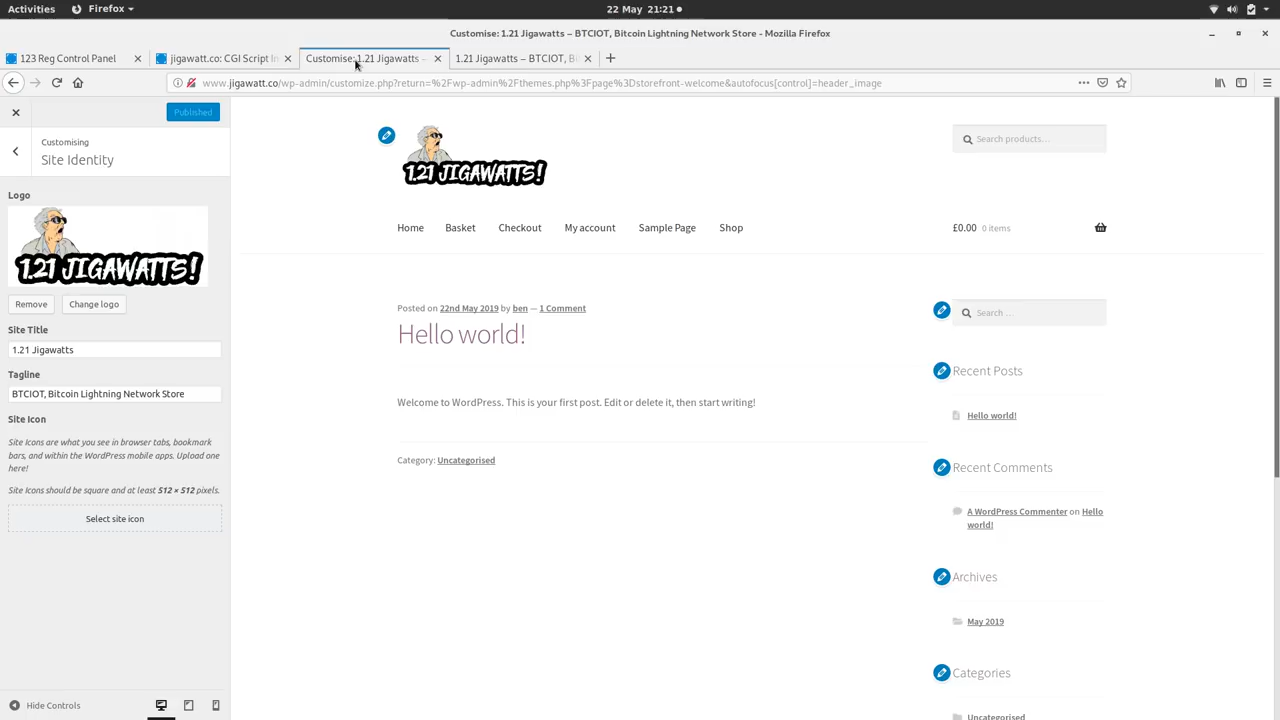 Activities
Firefox
22 May 21:21
Customise: 1.21 Jigawatts – BTCIOT, Bitcoin Lightning Network Store - Mozilla Firefox
123 Reg Control Panel
jigawatt.co: CGI Script In
Customise: 1.21 Jigawatts –
1.21 Jigawatts – BTCIOT, B
www.jigawatt.co/wp-admin/customize.php?return=%2Fwp-admin%2Fthemes.php%3Fpage%3Dstorefront-welcome&autofocus[control]=header_image
Published
Customising
Site Identity
Logo
1.21 JIGAWATTS!
Remove
Change logo
Site Title
1.21 Jigawatts
Tagline
BTCIOT, Bitcoin Lightning Network Store
Site Icon
Site Icons are what you see in browser tabs, bookmark
bars, and within the WordPress mobile apps. Upload one
here!
Site Icons should be square and at least 512 × 512 pixels.
Select site icon
Hide Controls
1.21 JIGAWATTS!
Search products…
Home
Basket
Checkout
My account
Sample Page
Shop
£0.00 0 items
Posted on 22nd May 2019 by ben — 1 Comment
Hello world!
Welcome to WordPress. This is your first post. Edit or delete it, then start writing!
Category: Uncategorised
Search …
Recent Posts
Hello world!
Recent Comments
A WordPress Commenter on Hello
world!
Archives
May 2019
Categories
Uncategorised